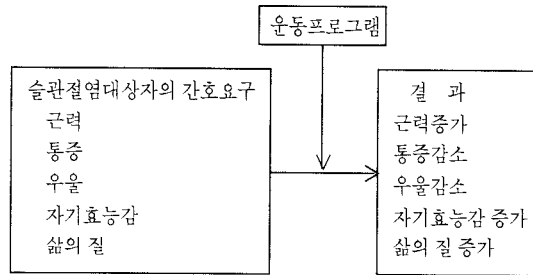 운동프로그램
슬관절염대상자의 간호요구
근력
통증
우울
자기효능감
삶의 질
결 과
근력증가
통증감소
우울감소
자기효능감 증가
삶의 질 증가